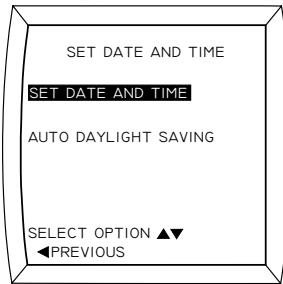 SET DATE AND TIME
SET DATE AND TIME
AUTO DAYLIGHT SAVING
SELECT OPTION ▲▼
◀PREVIOUS